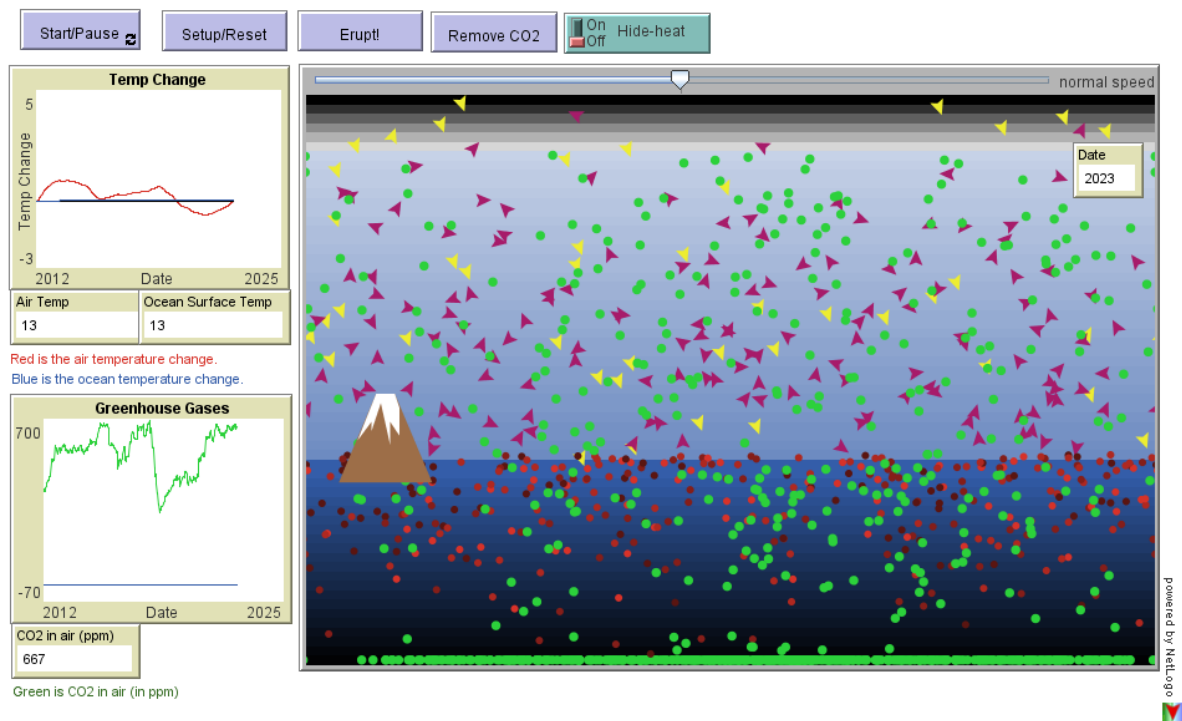 Start/Pause
Setup/Reset
Erupt!
Remove CO2
On
Off
Hide-heat
normal speed
Temp Change
5
Temp Change
-3
2012
Date
2025
Air Temp
13
Ocean Surface Temp
13
Red is the air temperature change.
Blue is the ocean temperature change.
Greenhouse Gases
700
-70
2012
Date
2025
CO2 in air (ppm)
667
Green is CO2 in air (in ppm)
Date
2023
powered by NetLogo